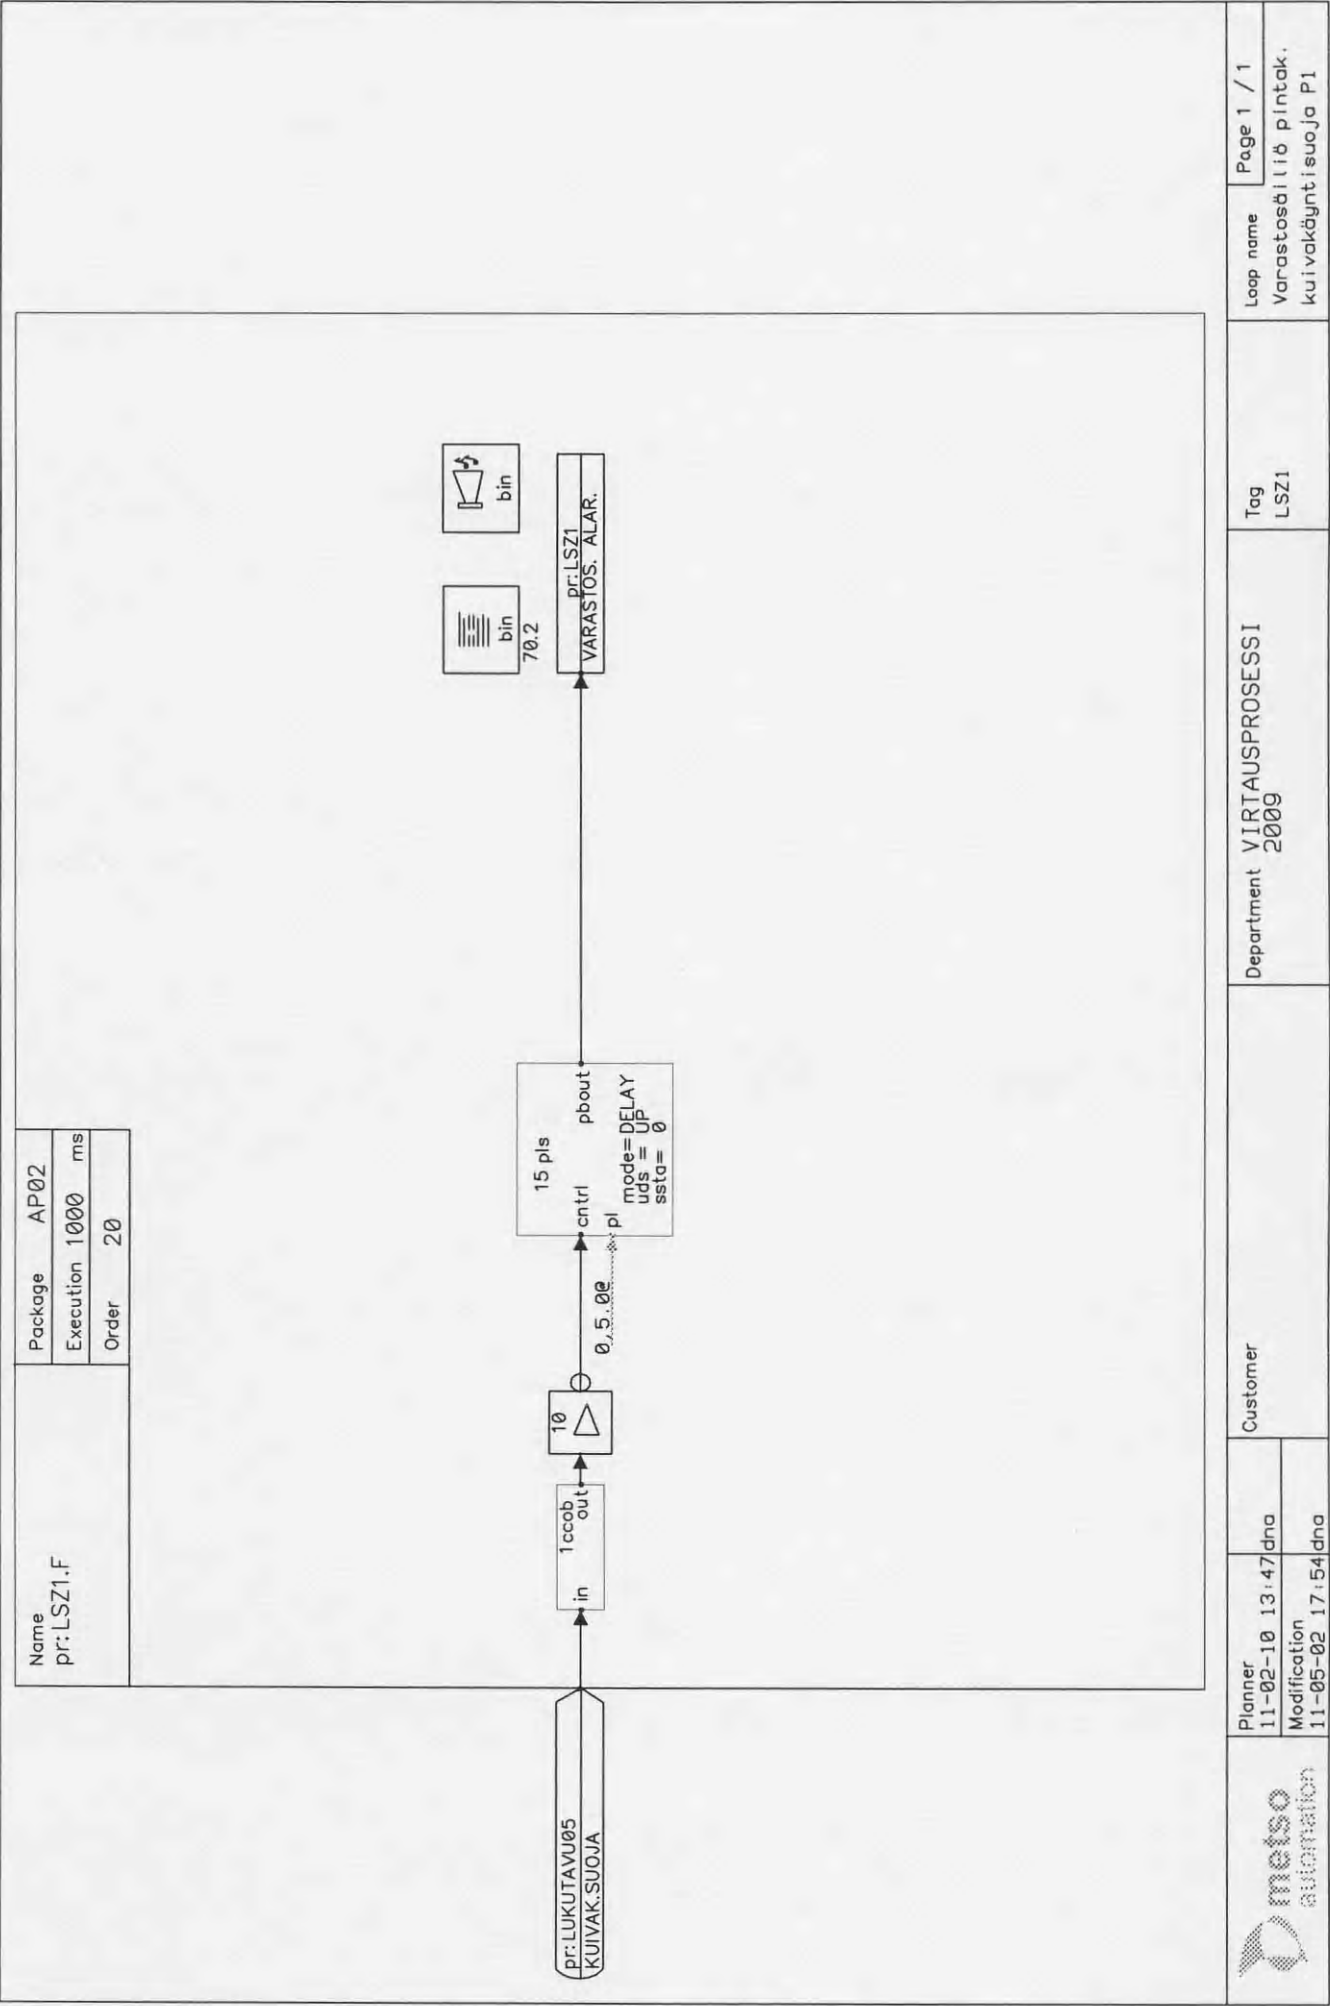 Name
pr:LSZ1.F
Package AP02
Execution 1000 ms
Order 20
pr:LUKUTAVU05
KUIVAK.SUOJA
1 ccob
in out
10
0,5.0@
15 pls
cntrl pbout
pl
mode=DELAY
uds = UP
ssta= 0
bin
70.2
bin
pr:LSZ1
VARASTOS. ALAR.
metso
automation
Planner
11-02-10 13:47 dna
Modification
11-05-02 17:54 dna
Customer
Department VIRTAUSPROSESSI
2009
Tag
LSZ1
Loop name
Page 1 / 1
Varastosäiliö pintak.
kuivakäyntisuoja P1